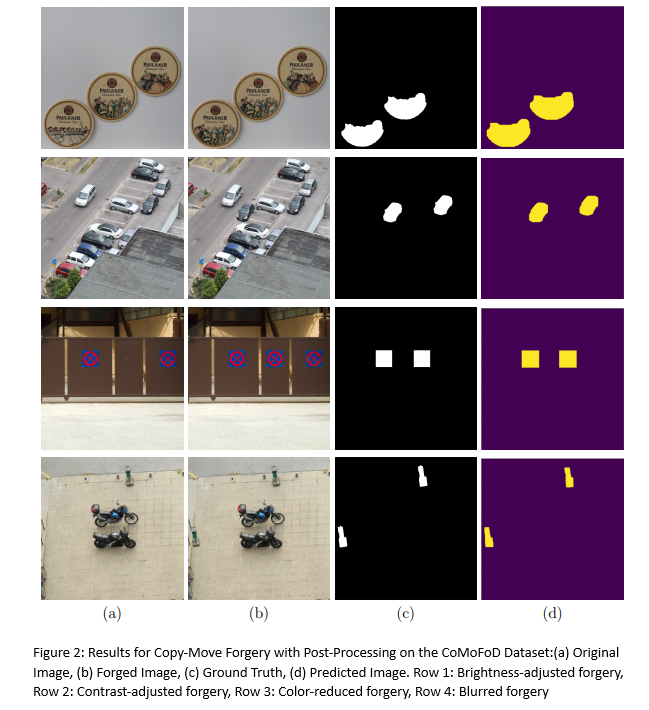 PAULANER
PAULANER
PAULANER
PAULANER
PAULANER
PAULANER
(a)
(b)
(c)
(d)
Figure 2: Results for Copy-Move Forgery with Post-Processing on the CoMoFoD Dataset:(a) Original
Image, (b) Forged Image, (c) Ground Truth, (d) Predicted Image. Row 1: Brightness-adjusted forgery,
Row 2: Contrast-adjusted forgery, Row 3: Color-reduced forgery, Row 4: Blurred forgery